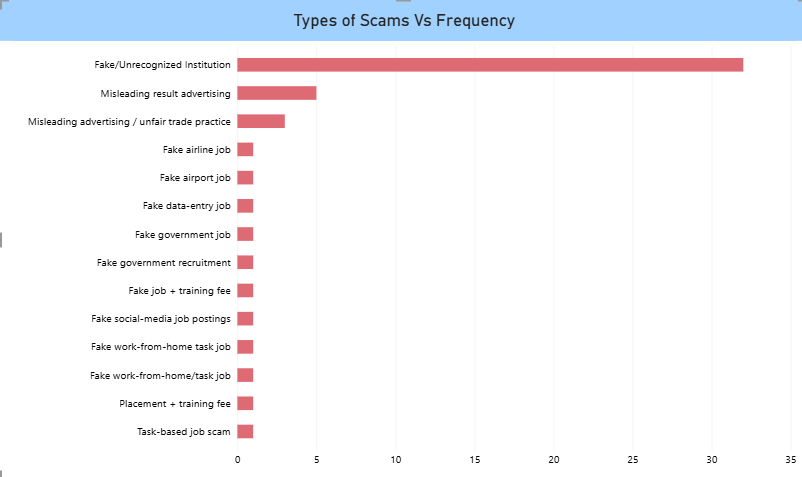 Types of Scams Vs Frequency
Fake/Unrecognized Institution
Misleading result advertising
Misleading advertising / unfair trade practice
Fake airline job
Fake airport job
Fake data-entry job
Fake government job
Fake government recruitment
Fake job + training fee
Fake social-media job postings
Fake work-from-home task job
Fake work-from-home/task job
Placement + training fee
Task-based job scam
0 5 10 15 20 25 30 35